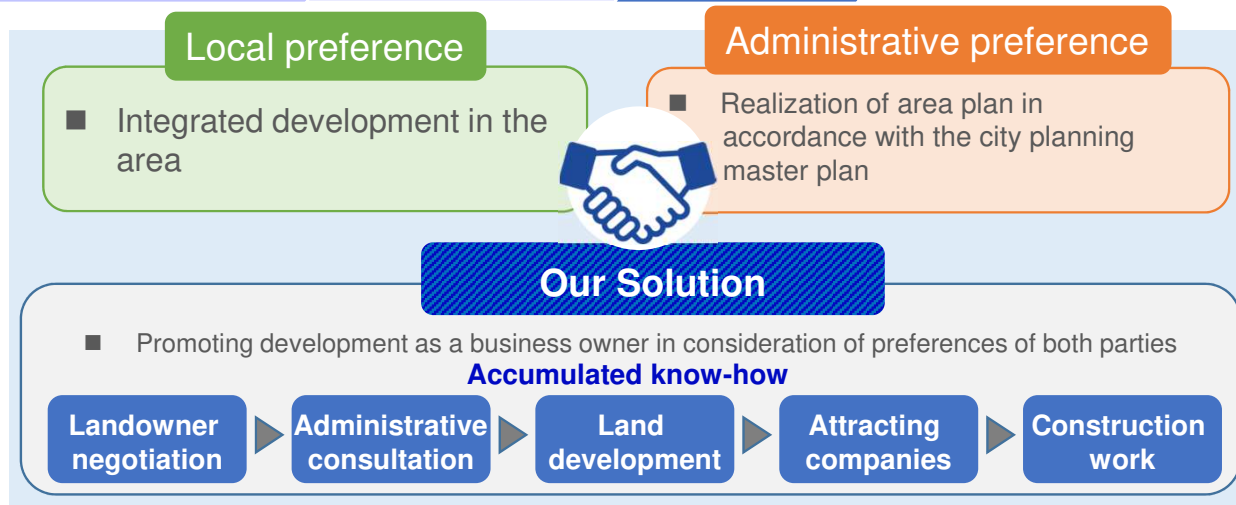 Local preference
■ Integrated development in the
area
Administrative preference
■ Realization of area plan in
accordance with the city planning
master plan
Our Solution
■ Promoting development as a business owner in consideration of preferences of both parties
Accumulated know-how
Landowner
negotiation
Administrative
consultation
Land
development
Attracting
companies
Construction
work